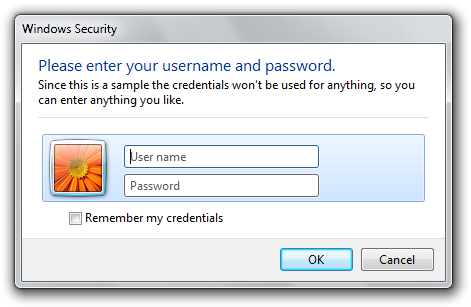 Windows Security
Please enter your username and password.
Since this is a sample the credentials won't be used for anything, so you
can enter anything you like.
User name
Password
Remember my credentials
OK Cancel